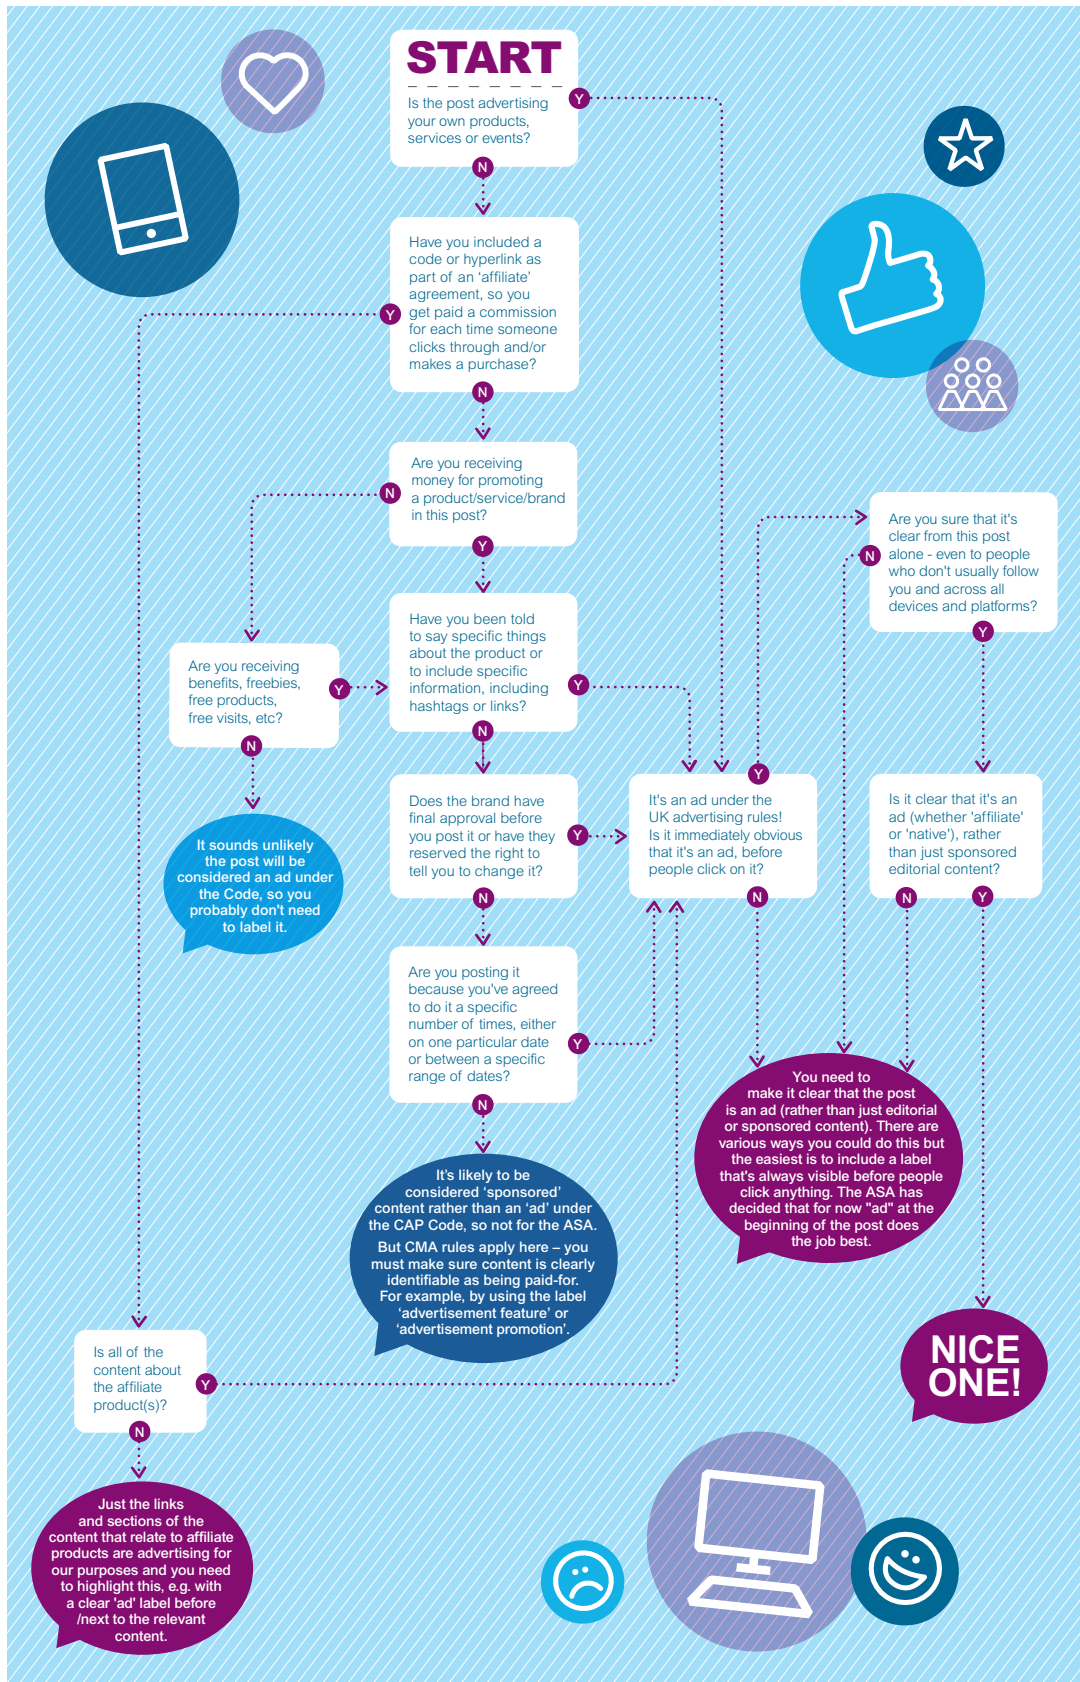 START
Is the post advertising
your own products,
services or events?
Y
N
Have you included a
code or hyperlink as
part of an ‘affiliate’
agreement, so you
get paid a commission
for each time someone
clicks through and/or
makes a purchase?
Y
N
Are you receiving
money for promoting
a product/service/brand
in this post?
N
Y
Are you sure that it's
clear from this post
alone - even to people
who don't usually follow
you and across all
devices and platforms?
N
Y
Have you been told
to say specific things
about the product or
to include specific
information, including
hashtags or links?
Y
N
Are you receiving
benefits, freebies,
free products,
free visits, etc?
Y
N
It sounds unlikely
the post will be
considered an ad under
the Code, so you
probably don't need
to label it.
Does the brand have
final approval before
you post it or have they
reserved the right to
tell you to change it?
Y
N
It's an ad under the
UK advertising rules!
Is it immediately obvious
that it's an ad, before
people click on it?
Y
N
Is it clear that it's an
ad (whether 'affiliate'
or 'native'), rather
than just sponsored
editorial content?
N
Y
Are you posting it
because you've agreed
to do it a specific
number of times, either
on one particular date
or between a specific
range of dates?
Y
N
You need to
make it clear that the post
is an ad (rather than just editorial
or sponsored content). There are
various ways you could do this but
the easiest is to include a label
that's always visible before people
click anything. The ASA has
decided that for now "ad" at the
beginning of the post does
the job best.
It’s likely to be
considered ‘sponsored’
content rather than an ‘ad’ under
the CAP Code, so not for the ASA.
But CMA rules apply here – you
must make sure content is clearly
identifiable as being paid-for.
For example, by using the label
‘advertisement feature’ or
‘advertisement promotion’.
NICE
ONE!
Is all of the
content about
the affiliate
product(s)?
Y
N
Just the links
and sections of the
content that relate to affiliate
products are advertising for
our purposes and you need
to highlight this, e.g. with
a clear 'ad' label before
/next to the relevant
content.